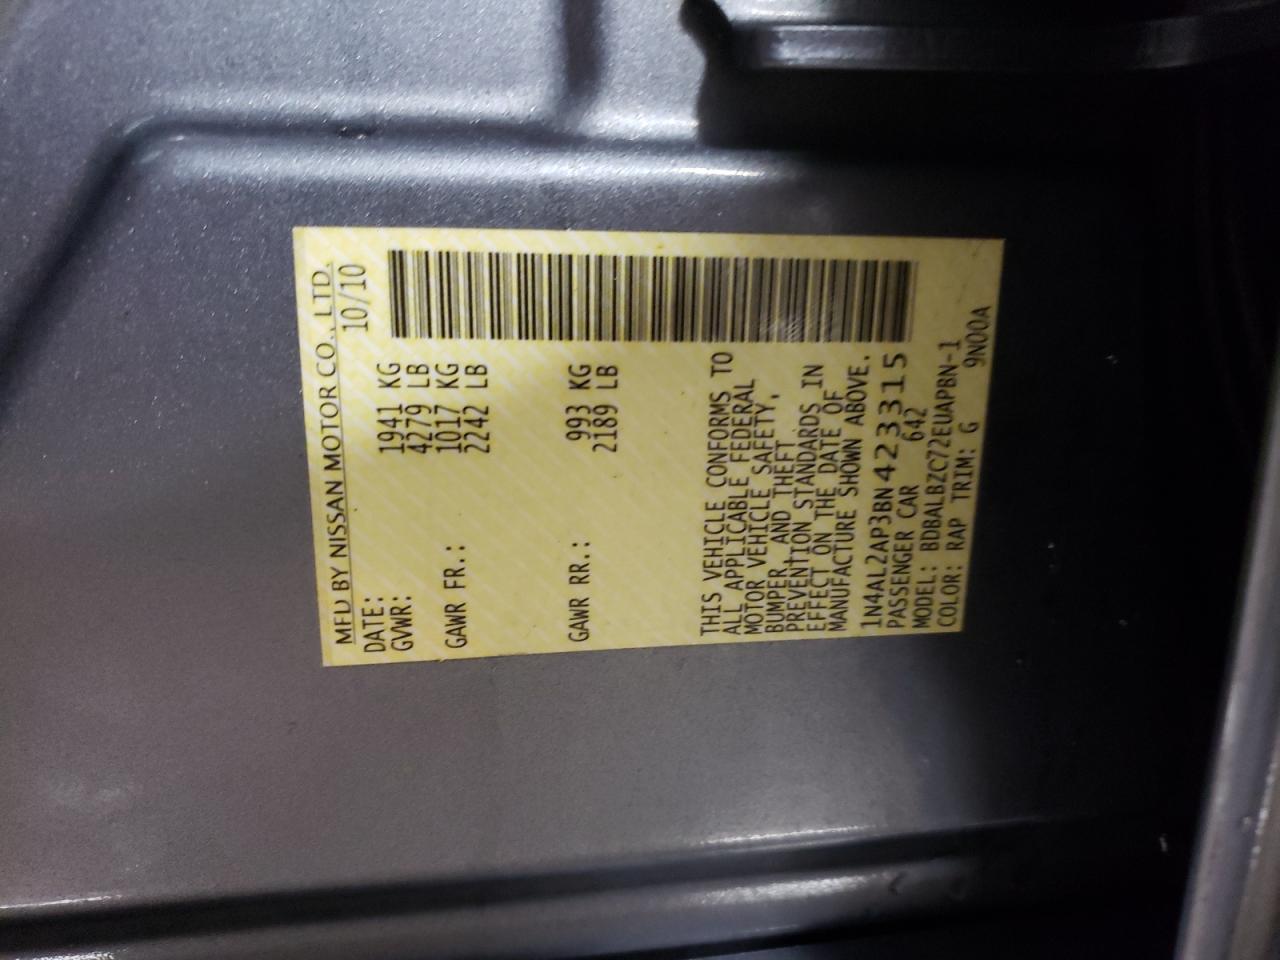 MFD BY NISSAN MOTOR CO., LTD.
DATE: 10/10
GVWR: 1941 KG
4279 LB
GAWR FR.: 1017 KG
2242 LB
GAWR RR.: 993 KG
2189 LB
THIS VEHICLE CONFORMS TO
ALL APPLICABLE FEDERAL
MOTOR VEHICLE SAFETY,
BUMPER, AND THEFT
PREVENTION STANDARDS IN
EFFECT ON THE DATE OF
MANUFACTURE SHOWN ABOVE.
1N4AL2AP3BN423315
PASSENGER CAR 642
MODEL: BDBALBZC72EUAPBN-1
COLOR: RAP TRIM: G 9N00A